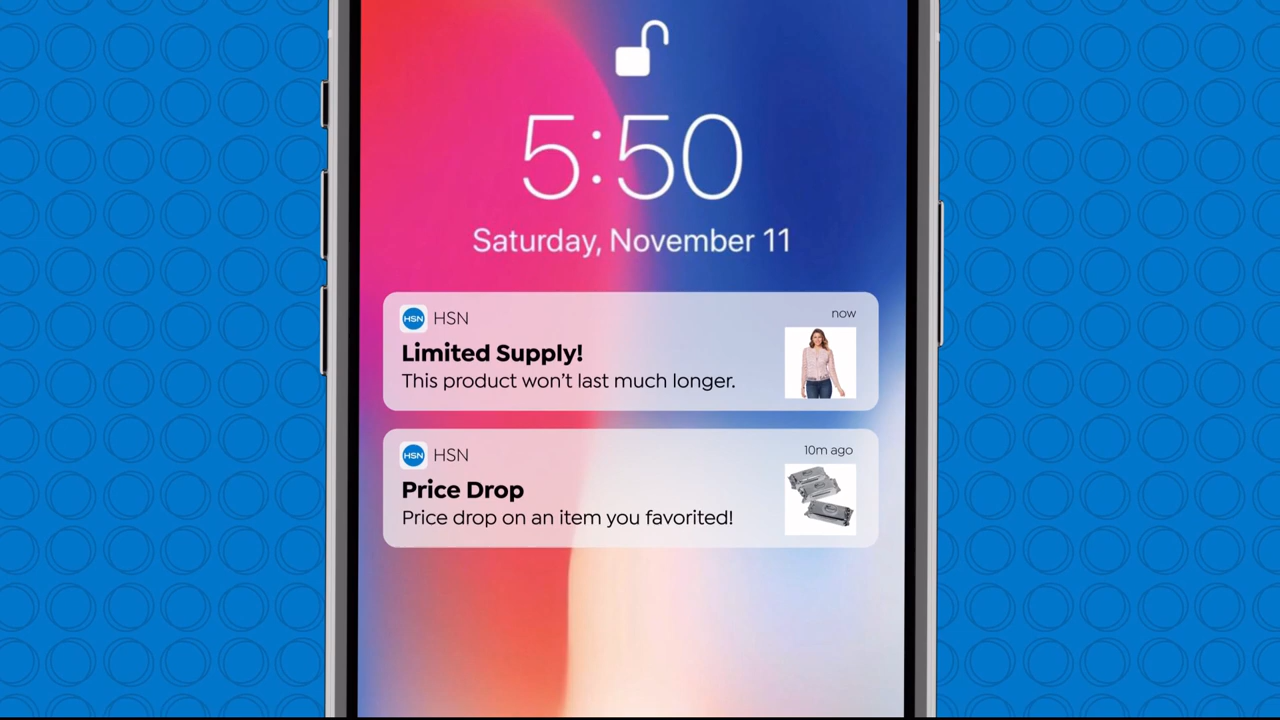 5:50
Saturday, November 11
HSN HSN now
Limited Supply!
This product won't last much longer.
HSN HSN 10m ago
Price Drop
Price drop on an item you favorited!